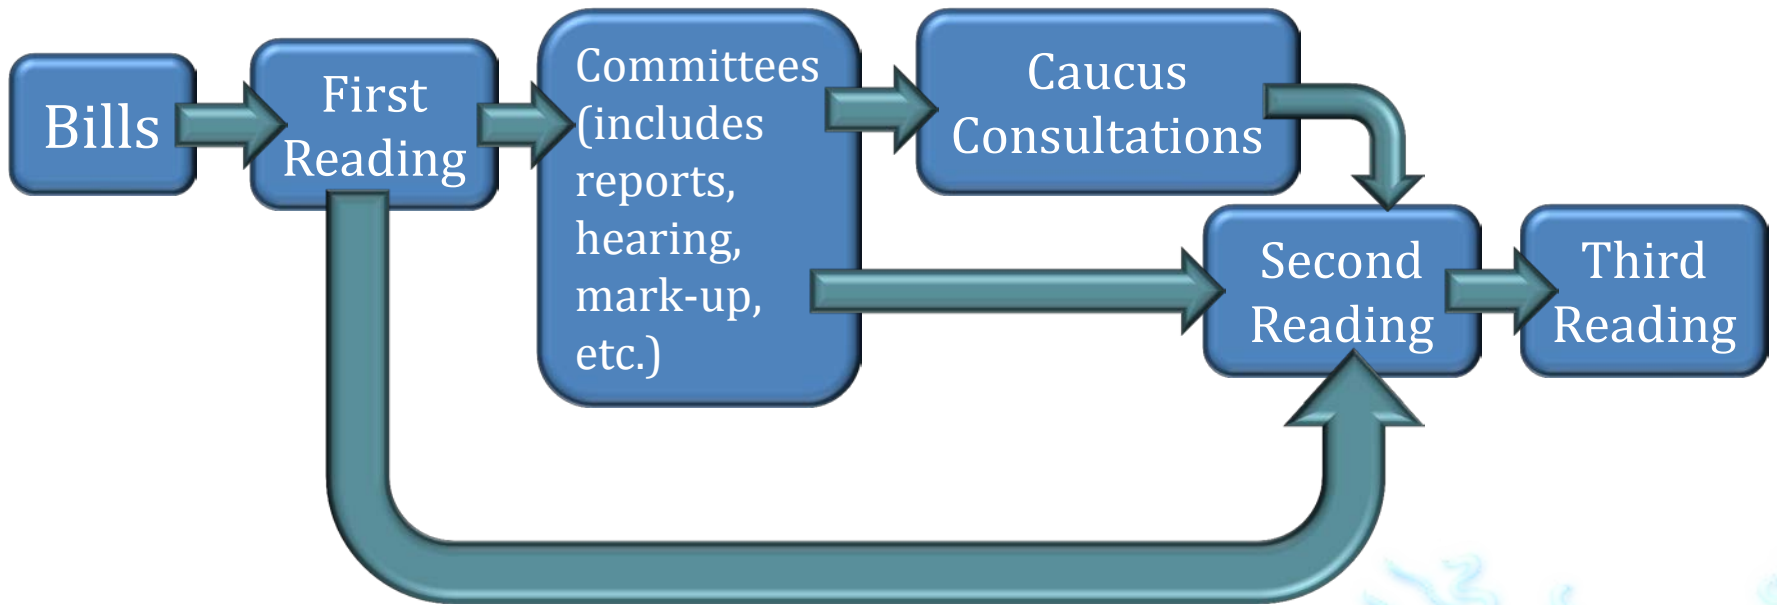 Bills
First
Reading
Committees
(includes
reports,
hearing,
mark-up,
etc.)
Caucus
Consultations
Second
Reading
Third
Reading